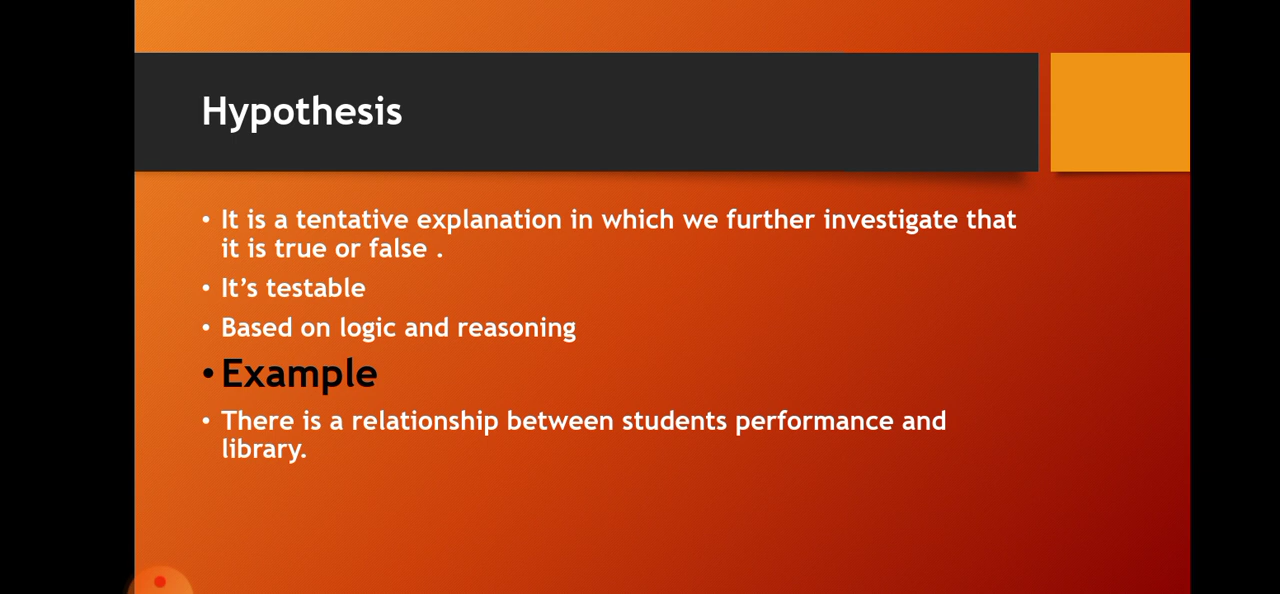 Hypothesis
• It is a tentative explanation in which we further investigate that
it is true or false .
• It’s testable
• Based on logic and reasoning
• Example
• There is a relationship between students performance and
library.